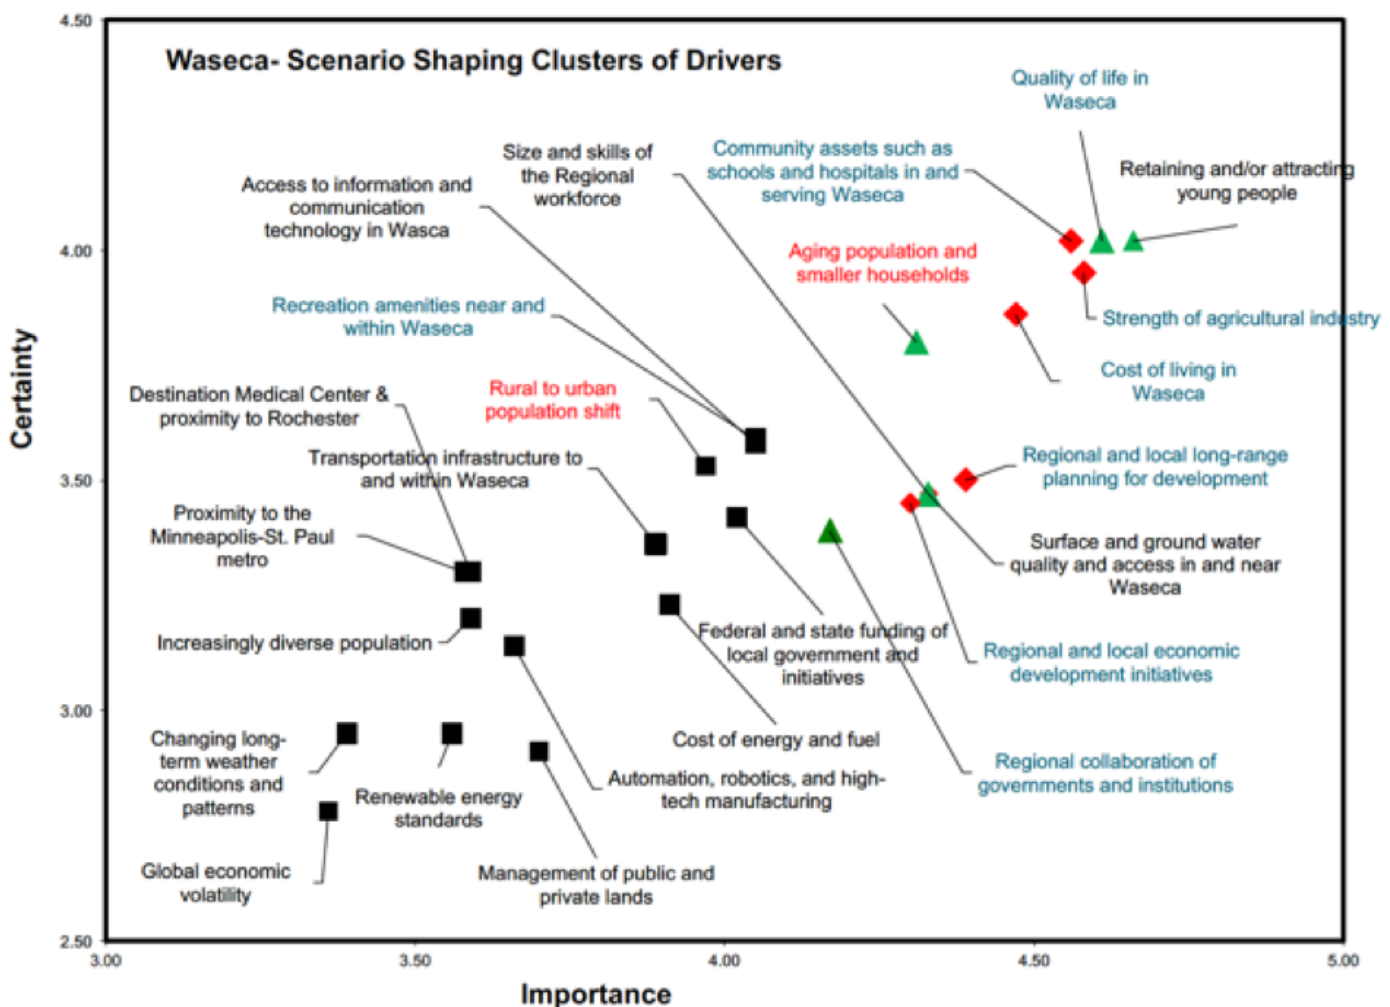 4.50
Waseca- Scenario Shaping Clusters of Drivers
Quality of life in
Waseca
Size and skills of
the Regional
workforce
Community assets such as
schools and hospitals in and
serving Waseca
Retaining and/or attracting
young people
Access to information and
communication
technology in Wasca
4.00
Aging population and
smaller households
Recreation amenities near and
within Waseca
Strength of agricultural industry
Certainty
Destination Medical Center &
proximity to Rochester
Rural to urban
population shift
Cost of living in
Waseca
Transportation infrastructure to
and within Waseca
Regional and local long-range
planning for development
3.50
Proximity to the
Minneapolis-St. Paul
metro
Surface and ground water
quality and access in and near
Waseca
Increasingly diverse population
Federal and state funding of
local government and
initiatives
Regional and local economic
development initiatives
3.00
Changing long-
term weather
conditions and
patterns
Cost of energy and fuel
Renewable energy
standards
Automation, robotics, and high-
tech manufacturing
Regional collaboration of
governments and institutions
Global economic
volatility
Management of public and
private lands
2.50
3.00
3.50
4.00
4.50
5.00
Importance